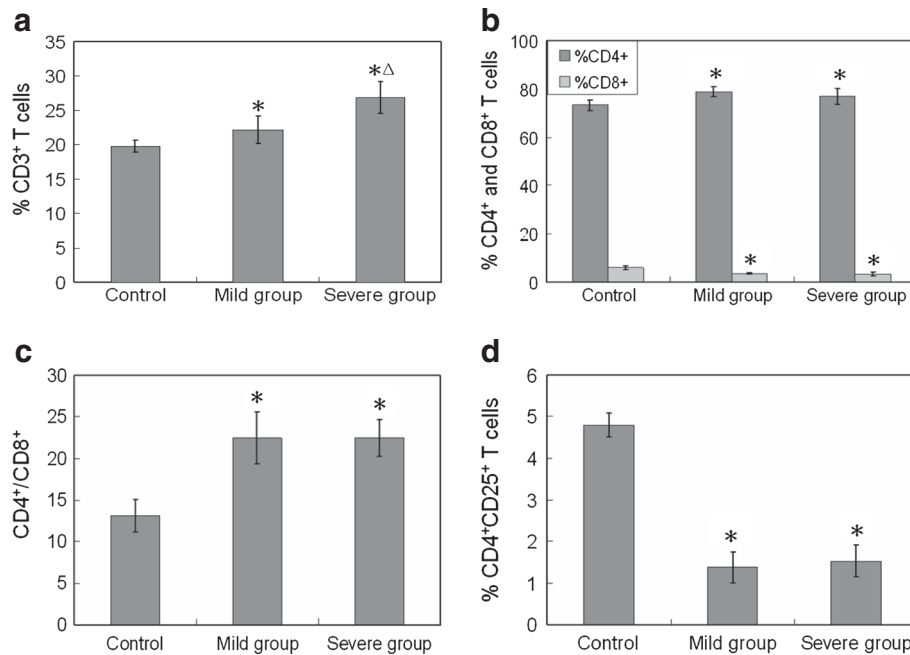 a
% CD3⁺ T cells
35
30
25
20
15
10
5
0
*
*Δ
Control Mild group Severe group
b
% CD4⁺ and CD8⁺ T cells
100
80
60
40
20
0
%CD4+
%CD8+
* *
* *
Control Mild group Severe group
c
CD4⁺/CD8⁺
30
25
20
15
10
5
0
* *
Control Mild group Severe group
d
% CD4⁺CD25⁺ T cells
6
5
4
3
2
1
0
* *
Control Mild group Severe group